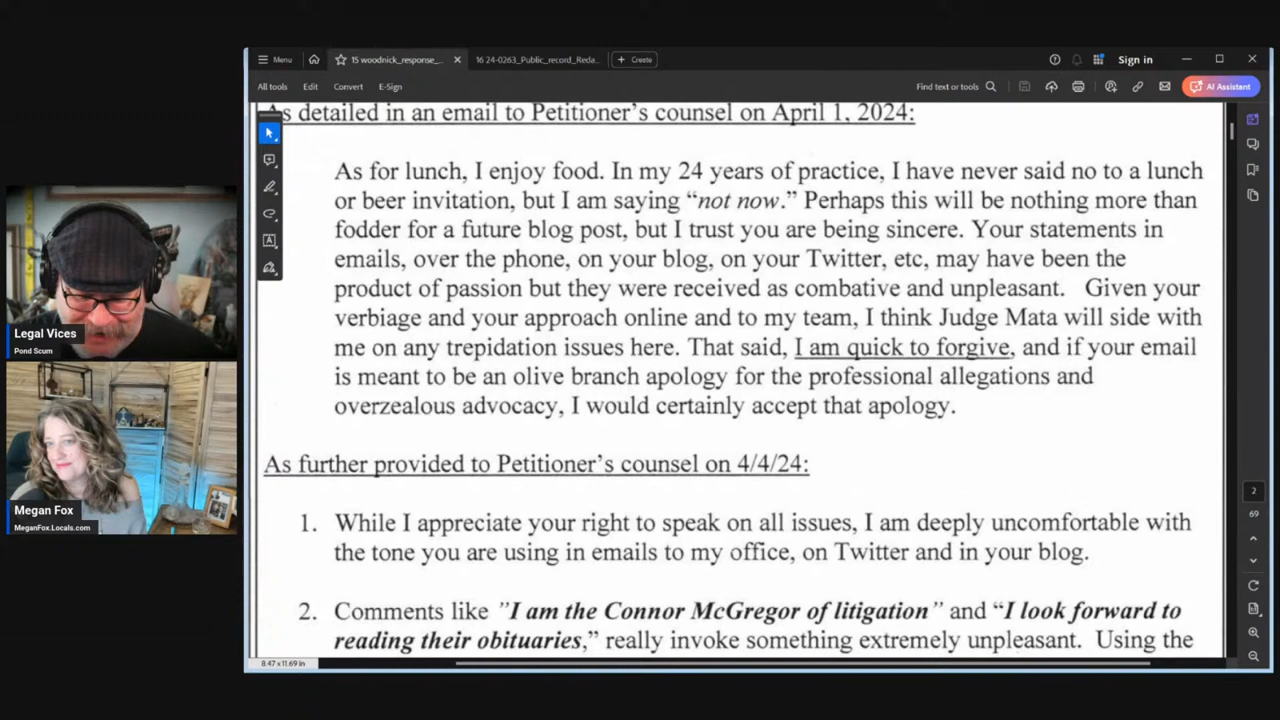 Menu
15 woodnick_response_...
16 24-0263_Public_record_Reda...
Create
Sign in
All tools
Edit
Convert
E-Sign
Find text or tools
AI Assistant
As detailed in an email to Petitioner's counsel on April 1, 2024:
As for lunch, I enjoy food. In my 24 years of practice, I have never said no to a lunch
or beer invitation, but I am saying "not now." Perhaps this will be nothing more than
fodder for a future blog post, but I trust you are being sincere. Your statements in
emails, over the phone, on your blog, on your Twitter, etc, may have been the
product of passion but they were received as combative and unpleasant. Given your
verbiage and your approach online and to my team, I think Judge Mata will side with
me on any trepidation issues here. That said, I am quick to forgive, and if your email
is meant to be an olive branch apology for the professional allegations and
overzealous advocacy, I would certainly accept that apology.
As further provided to Petitioner's counsel on 4/4/24:
1. While I appreciate your right to speak on all issues, I am deeply uncomfortable with
the tone you are using in emails to my office, on Twitter and in your blog.
2. Comments like "I am the Connor McGregor of litigation" and "I look forward to
reading their obituaries," really invoke something extremely unpleasant. Using the
8.47 x 11.69 in
2
69
Legal Vices
Pond Scum
Megan Fox
MeganFox.Locals.com